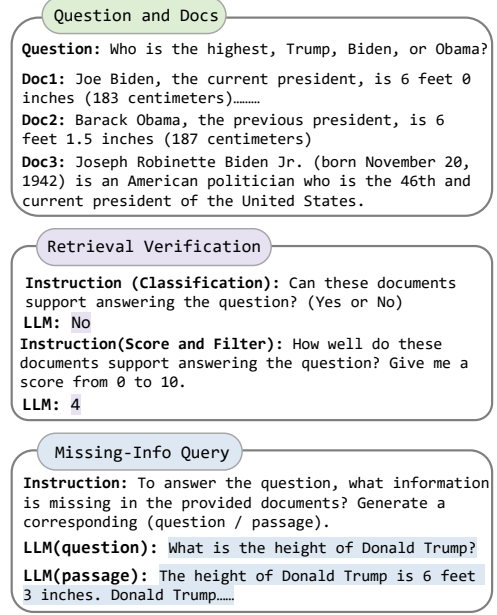 Question and Docs
Question: Who is the highest, Trump, Biden, or Obama?
Doc1: Joe Biden, the current president, is 6 feet 0
inches (183 centimeters)………
Doc2: Barack Obama, the previous president, is 6
feet 1.5 inches (187 centimeters)
Doc3: Joseph Robinette Biden Jr. (born November 20,
1942) is an American politician who is the 46th and
current president of the United States.
Retrieval Verification
Instruction (Classification): Can these documents
support answering the question? (Yes or No)
LLM: No
Instruction(Score and Filter): How well do these
documents support answering the question? Give me a
score from 0 to 10.
LLM: 4
Missing-Info Query
Instruction: To answer the question, what information
is missing in the provided documents? Generate a
corresponding (question / passage).
LLM(question): What is the height of Donald Trump?
LLM(passage): The height of Donald Trump is 6 feet
3 inches. Donald Trump……